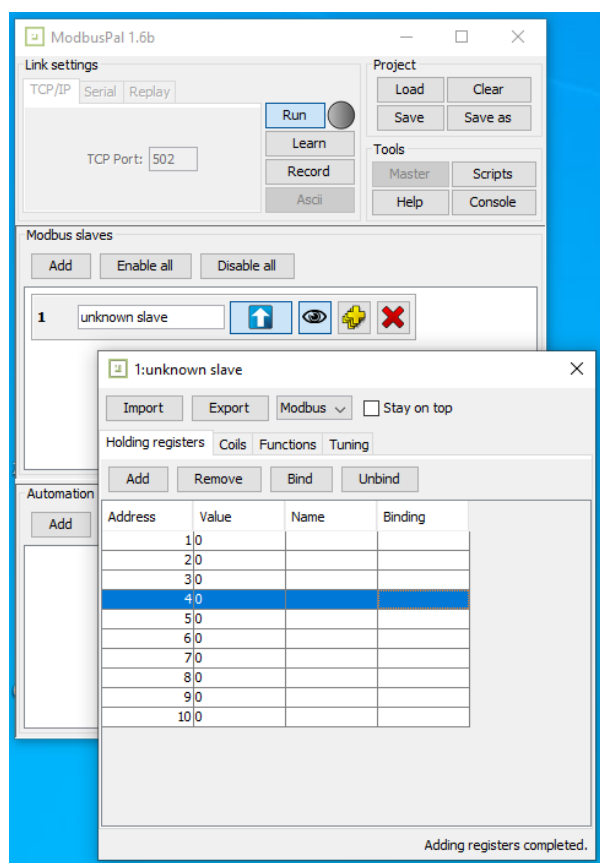 ModbusPal 1.6b
Link settings
Project
TCP/IP Serial Replay
Load Clear
Run
Save Save as
Learn
TCP Port: 502
Tools
Record
Master Scripts
Ascii
Help Console
Modbus slaves
Add Enable all Disable all
1 unknown slave
1:unknown slave
Import Export Modbus Stay on top
Holding registers Coils Functions Tuning
Add Remove Bind Unbind
Automation
Add
Address Value Name Binding
1 0
2 0
3 0
4 0
5 0
6 0
7 0
8 0
9 0
10 0
Adding registers completed.